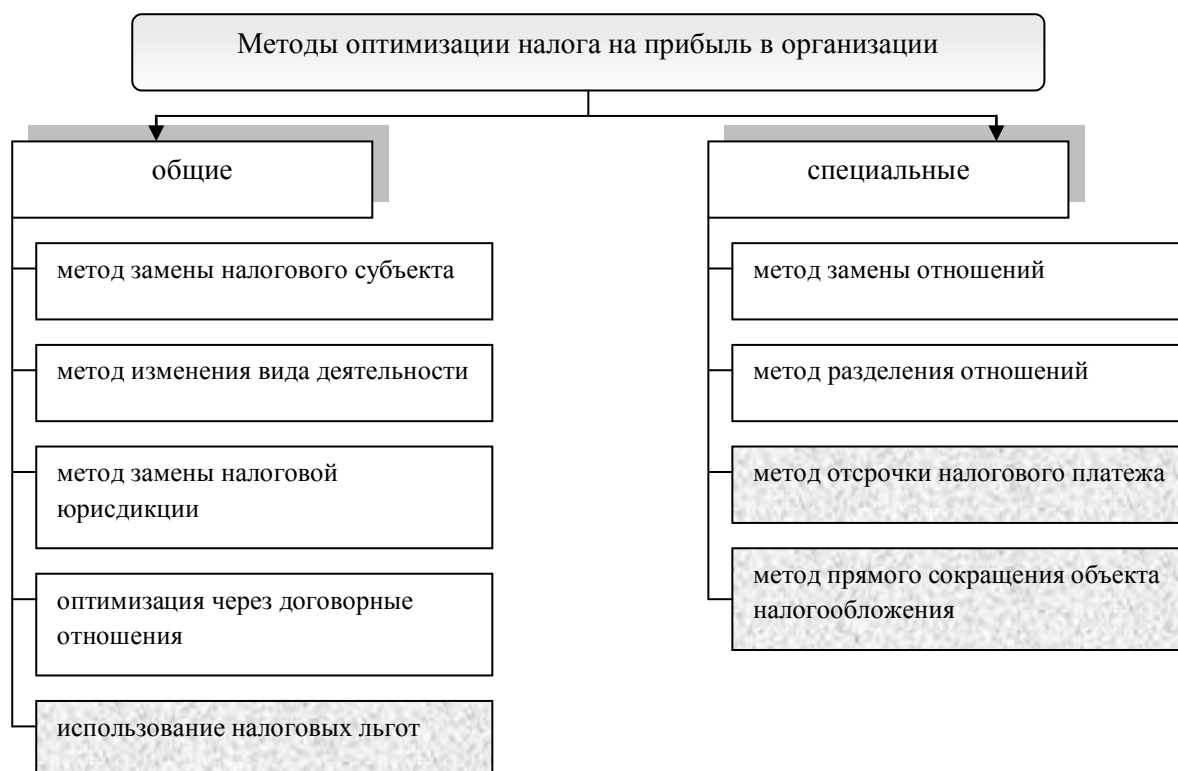 Методы оптимизации налога на прибыль в организации
общие
метод замены налогового субъекта
метод изменения вида деятельности
метод замены налоговой
юрисдикции
оптимизация через договорные
отношения
использование налоговых льгот
специальные
метод замены отношений
метод разделения отношений
метод отсрочки налогового платежа
метод прямого сокращения объекта
налогообложения